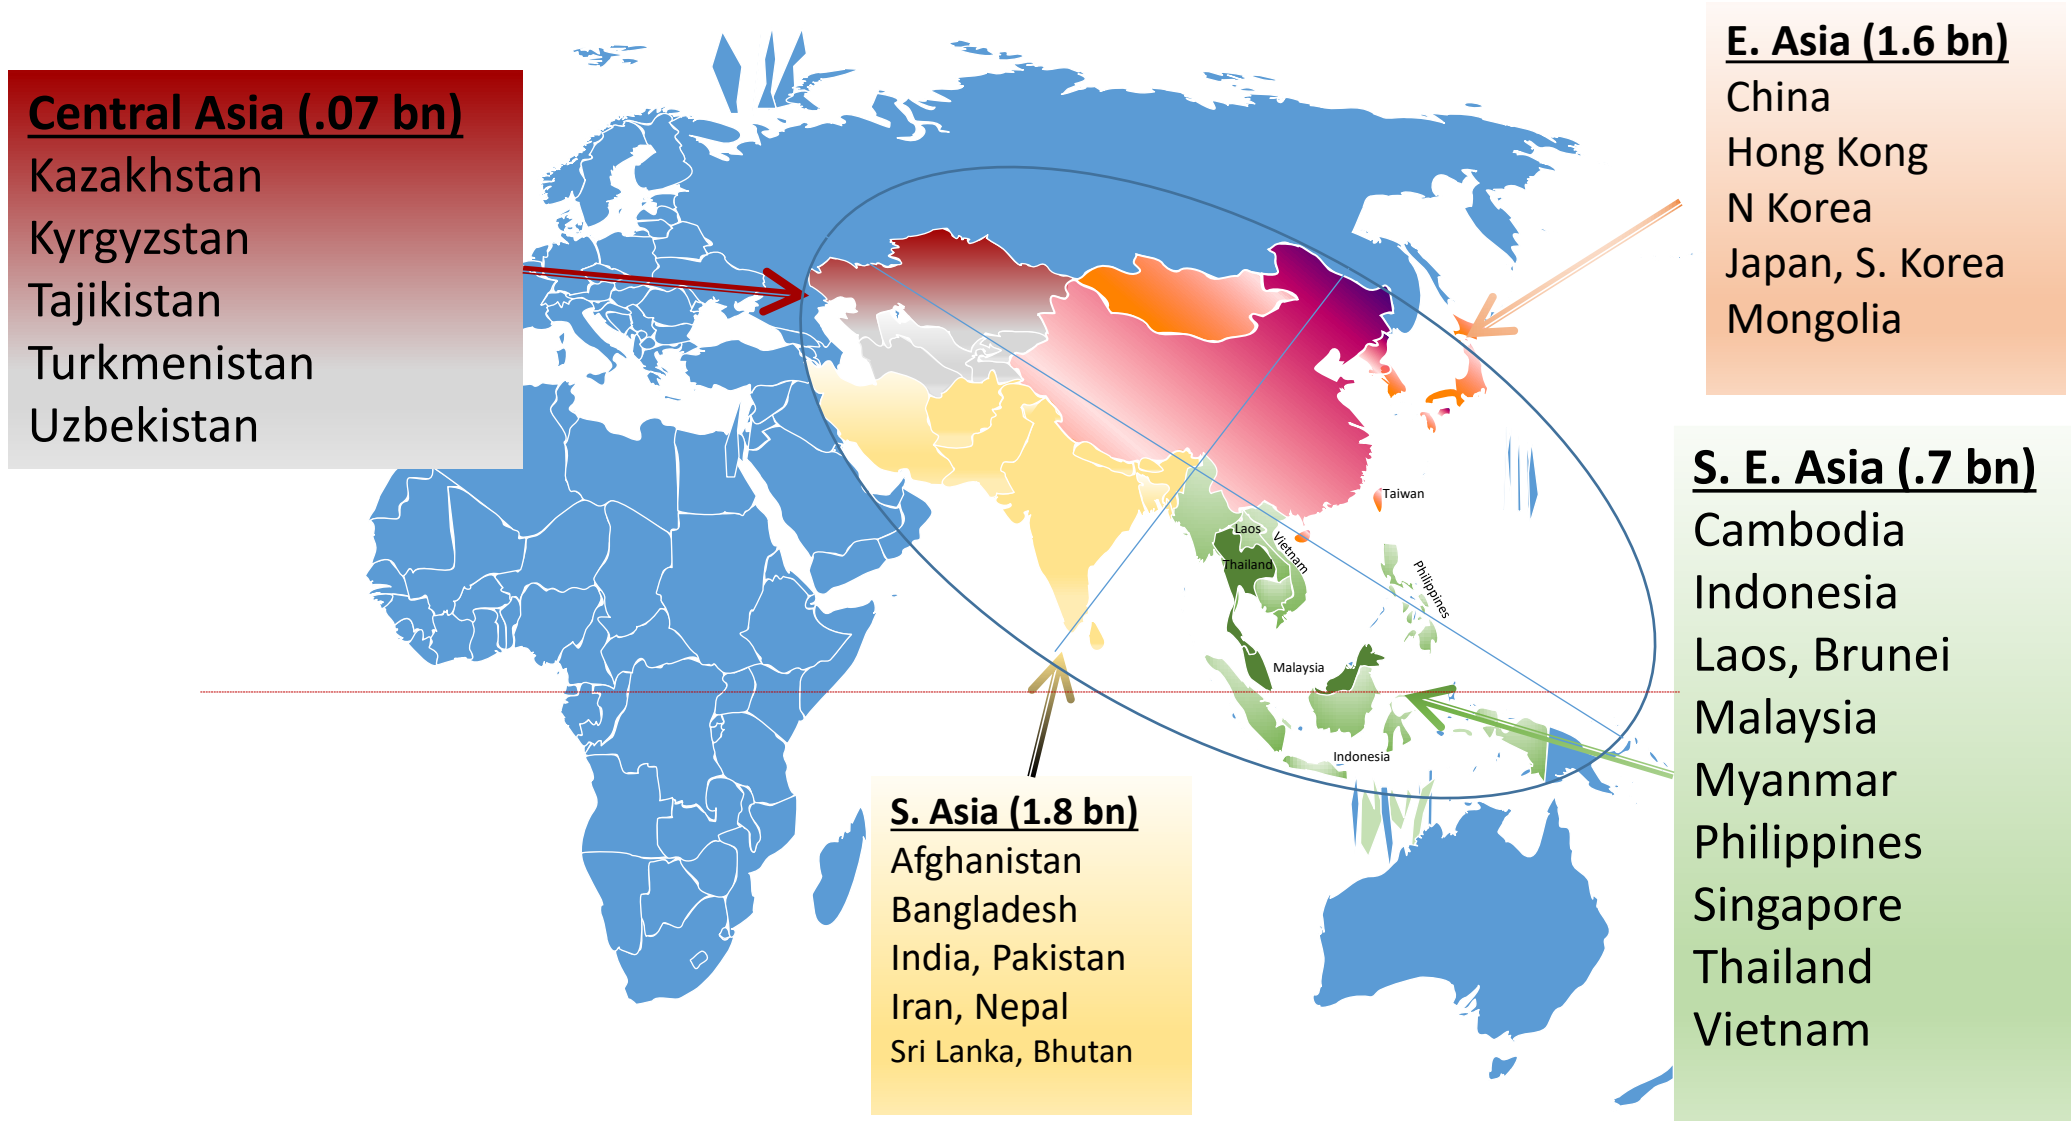 Central Asia (.07 bn)
Kazakhstan
Kyrgyzstan
Tajikistan
Turkmenistan
Uzbekistan
E. Asia (1.6 bn)
China
Hong Kong
N Korea
Japan, S. Korea
Mongolia
Taiwan
Laos
Vietnam
Thailand
Philippines
Malaysia
Indonesia
S. Asia (1.8 bn)
Afghanistan
Bangladesh
India, Pakistan
Iran, Nepal
Sri Lanka, Bhutan
S. E. Asia (.7 bn)
Cambodia
Indonesia
Laos, Brunei
Malaysia
Myanmar
Philippines
Singapore
Thailand
Vietnam